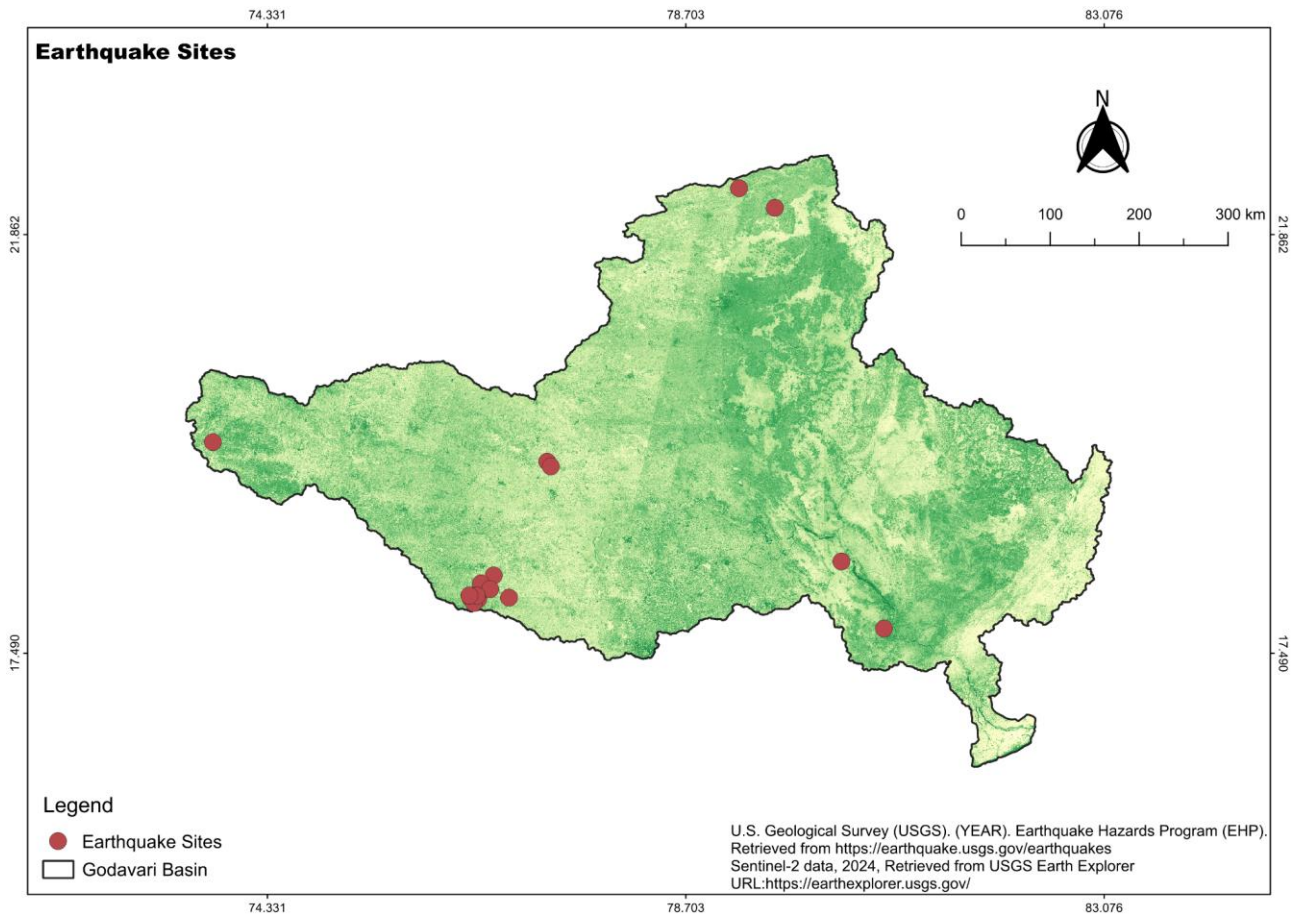 74.331 78.703 83.076
Earthquake Sites
N
0 100 200 300 km
21.862 21.862
17.490 17.490
Legend
Earthquake Sites
Godavari Basin
U.S. Geological Survey (USGS). (YEAR). Earthquake Hazards Program (EHP).
Retrieved from https://earthquake.usgs.gov/earthquakes
Sentinel-2 data, 2024, Retrieved from USGS Earth Explorer
URL:https://earthexplorer.usgs.gov/
74.331 78.703 83.076